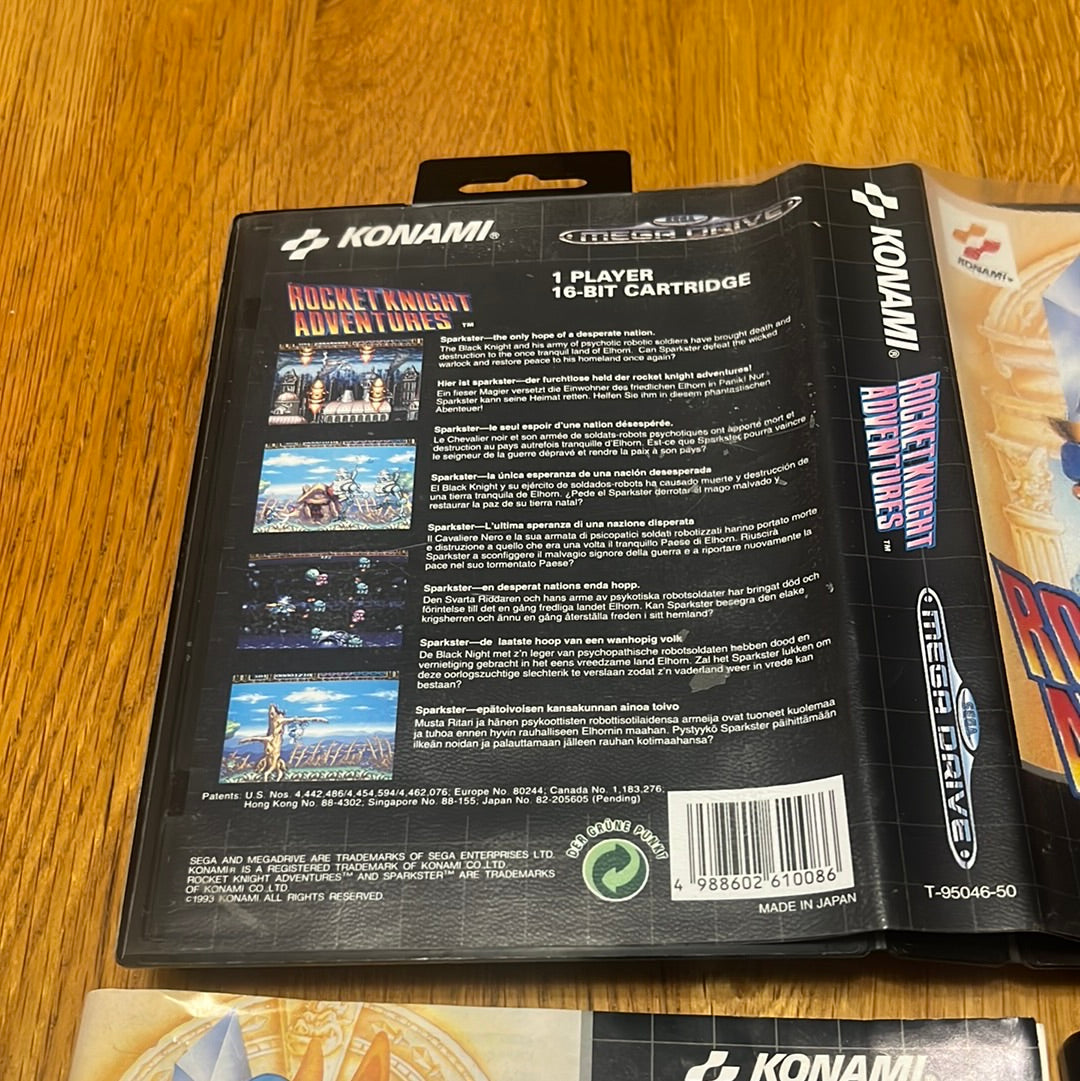 KONAMI®
SEGA
MEGA DRIVE
1 PLAYER
16-BIT CARTRIDGE
ROCKET KNIGHT
ADVENTURES™
Sparkster—the only hope of a desperate nation.
The Black Knight and his army of psychotic robotic soldiers have brought death and
destruction to the once tranquil land of Elhorn. Can Sparkster defeat the wicked
warlock and restore peace to his homeland once again?
Hier ist sparkster—der furchtlose held der rocket knight adventures!
Ein fieser Magier versetzt die Einwohner des friedlichen Elhorn in Panik! Nur
Sparkster kann seine Heimat retten. Helfen Sie ihm in diesem phantastischen
Abenteuer!
Sparkster—le seul espoir d'une nation désespérée.
Le Chevalier noir et son armée de soldats-robots psychotiques ont apporté mort et
destruction au pays autrefois tranquille d'Elhorn. Est-ce que Sparkster pourra vaincre
le seigneur de la guerre dépravé et rendre la paix à son pays?
Sparkster—la única esperanza de una nación desesperada
El Black Knight y su ejército de soldados-robots ha causado muerte y destrucción de
una tierra tranquila de Elhorn. ¿Pede el Sparkster derrotar el mago malvado y
restaurar la paz de su tierra natal?
Sparkster—L'ultima speranza di una nazione disperata
Il Cavaliere Nero e la sua armata di psicopatici soldati robotizzati hanno portato morte
e distruzione a quello che era una volta il tranquillo Paese di Elhorn. Riuscirà
Sparkster a sconfiggere il malvagio signore della guerra e a riportare nuovamente la
pace nel suo tormentato Paese?
Sparkster—en desperat nations enda hopp.
Den Svarta Riddaren och hans arme av psykotiska robotsoldater har bringat död och
förintelse till det en gång fredliga landet Elhorn. Kan Sparkster besegra den elake
krigsherren och ännu en gång återställa freden i sitt hemland?
Sparkster—de laatste hoop van een wanhopig volk
De Black Night met z'n leger van psychopathische robotsoldaten hebben dood en
vernietiging gebracht in het eens vreedzame land Elhorn. Zal het Sparkster lukken om
deze oorlogszuchtige slechterik te verslaan zodat z'n vaderland weer in vrede kan
bestaan?
Sparkster—epätoivoisen kansakunnan ainoa toivo
Musta Ritari ja hänen psykoottisten robottisotilaidensa armeija ovat tuoneet kuolemaa
ja tuhoa ennen hyvin rauhalliseen Elhornin maahan. Pystyykö Sparkster päihittämään
ilkeän noidan ja palauttamaan jälleen rauhan kotimaahansa?
Patents: U.S. Nos. 4,442,486/4,454,594/4,462,076; Europe No. 80244; Canada No. 1,183,276;
Hong Kong No. 88-4302; Singapore No. 88-155; Japan No. 82-205605 (Pending)
SEGA AND MEGADRIVE ARE TRADEMARKS OF SEGA ENTERPRISES LTD.
KONAMI® IS A REGISTERED TRADEMARK OF KONAMI CO.,LTD.
ROCKET KNIGHT ADVENTURES™ AND SPARKSTER™ ARE TRADEMARKS
OF KONAMI CO.,LTD.
©1993 KONAMI ALL RIGHTS RESERVED.
DER GRÜNE PUNKT
4 988602 610086
MADE IN JAPAN
KONAMI®
ROCKET KNIGHT
ADVENTURES™
SEGA
MEGA DRIVE
T-95046-50
KONAMI™
KONAMI